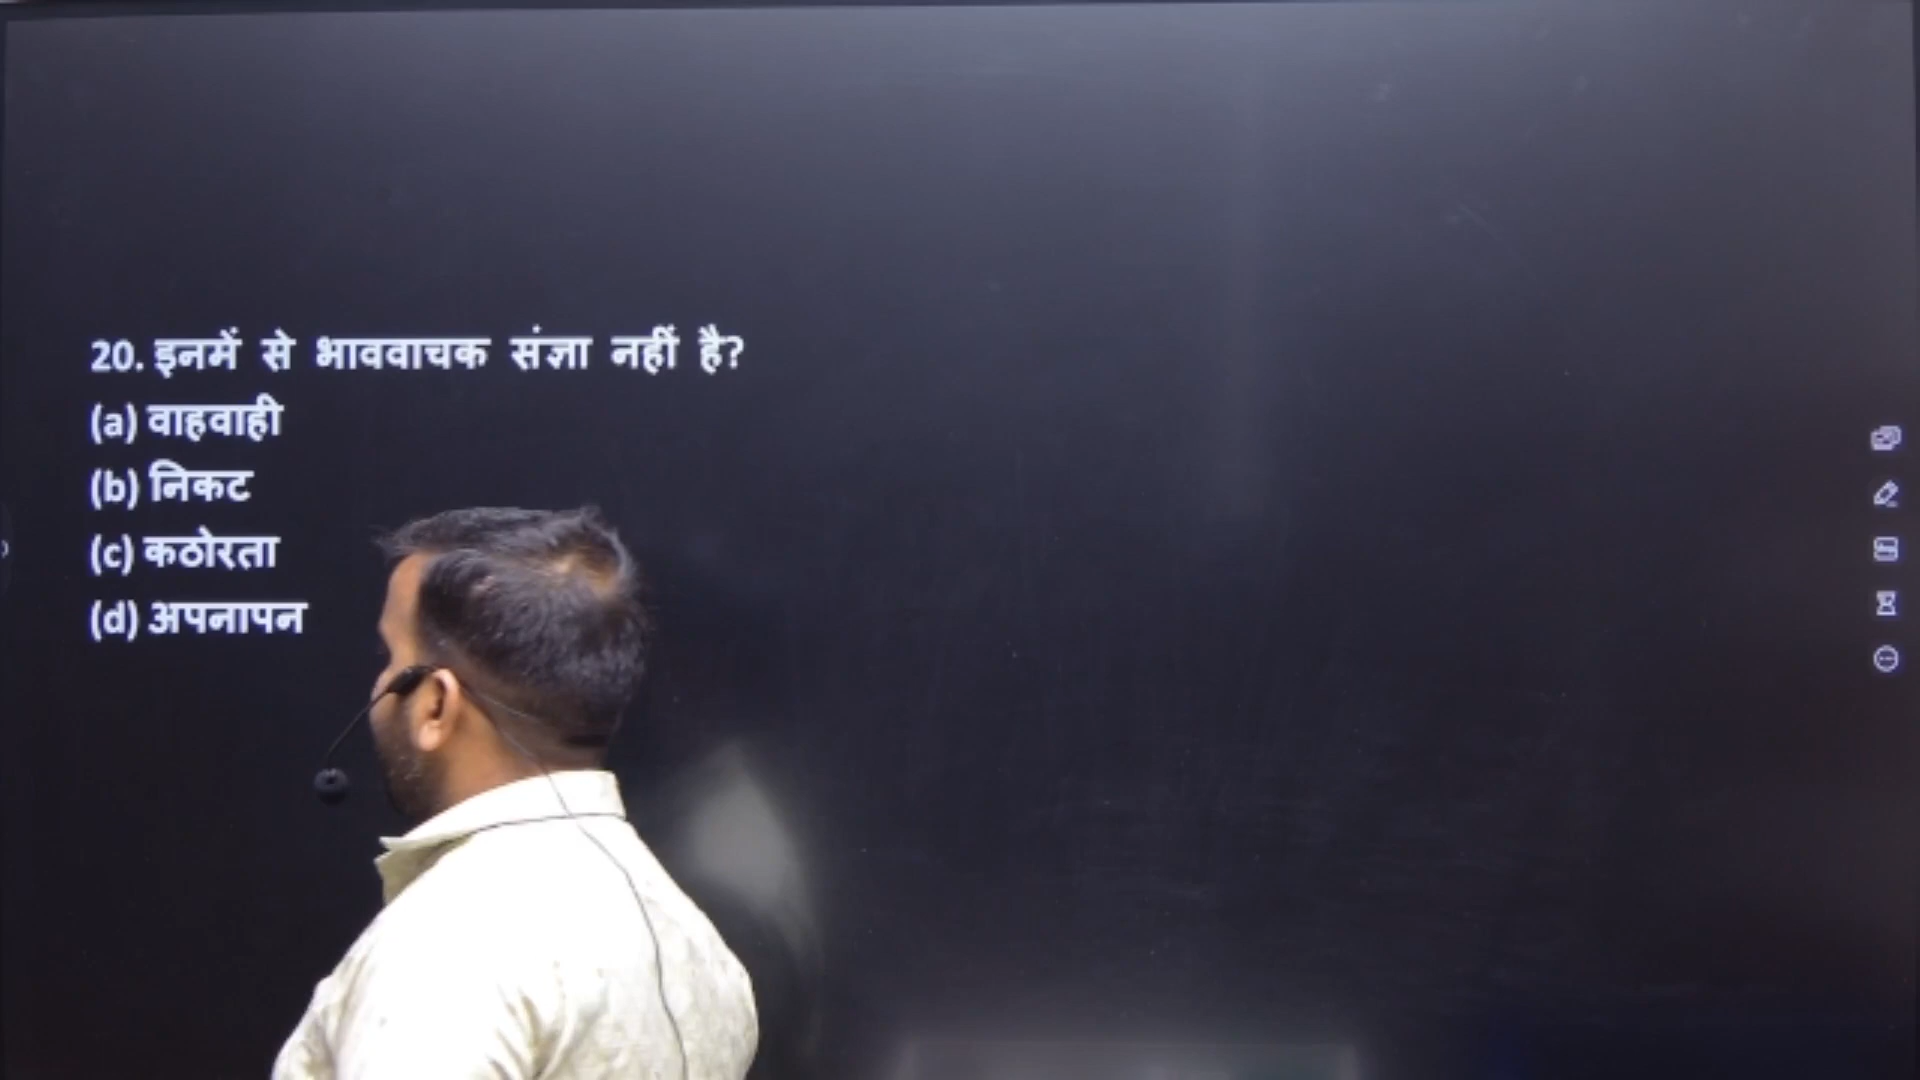 20. इनमें से भाववाचक संज्ञा नहीं है?
(a) वाहवाही
(b) निकट
(c) कठोरता
(d) अपनापन